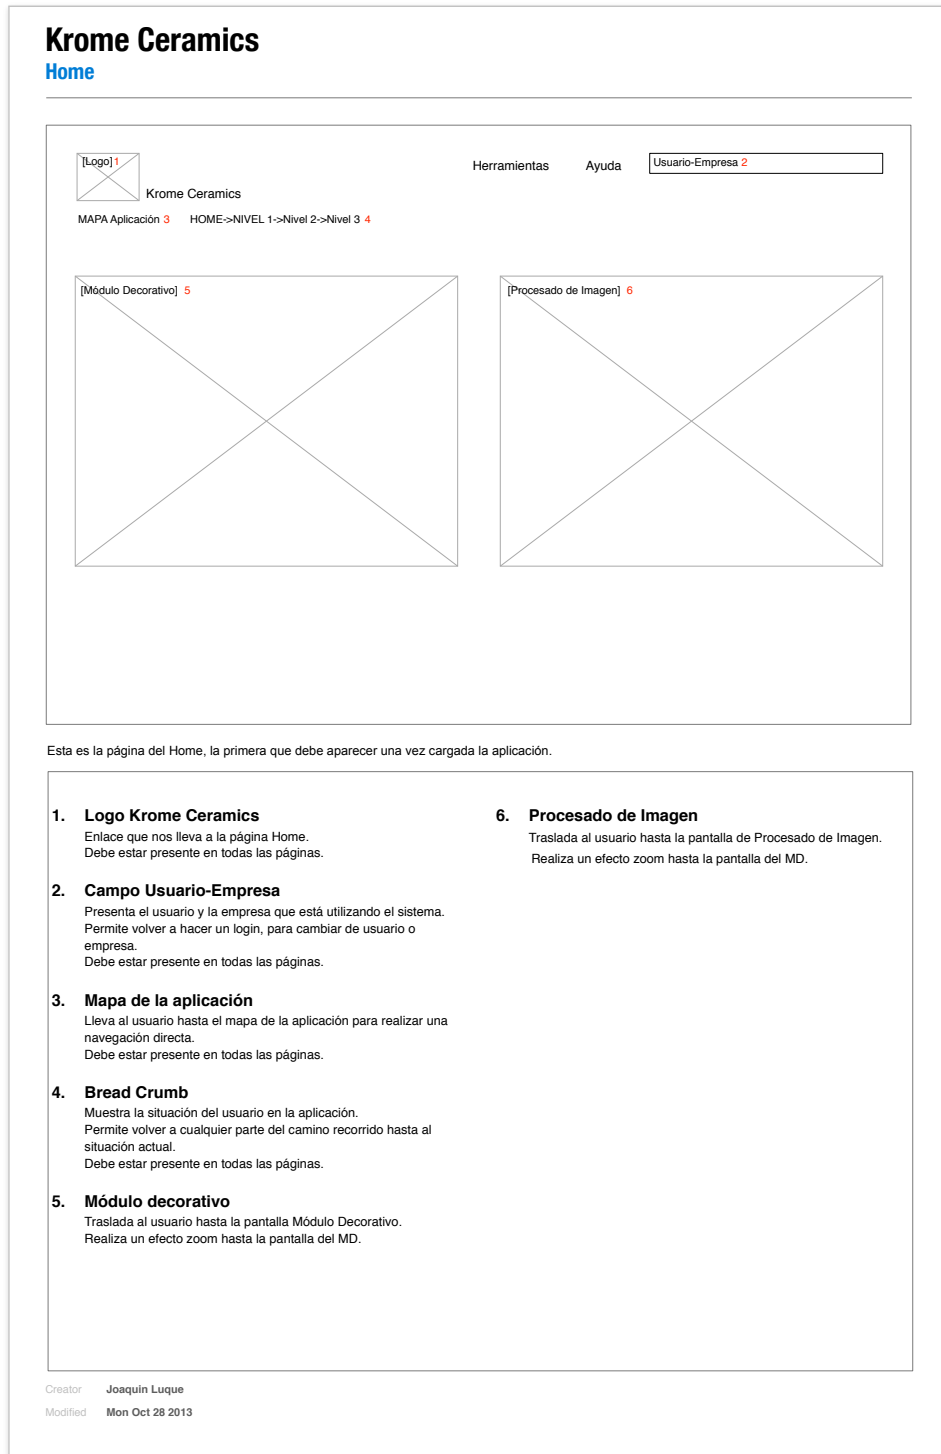 Krome Ceramics
Home
[Logo] 1
Herramientas
Ayuda
Usuario-Empresa 2
Krome Ceramics
MAPA Aplicación 3
HOME->NIVEL 1->Nivel 2->Nivel 3 4
[Módulo Decorativo] 5
[Procesado de Imagen] 6
Esta es la página del Home, la primera que debe aparecer una vez cargada la aplicación.
1. Logo Krome Ceramics
Enlace que nos lleva a la página Home.
Debe estar presente en todas las páginas.
2. Campo Usuario-Empresa
Presenta el usuario y la empresa que está utilizando el sistema.
Permite volver a hacer un login, para cambiar de usuario o
empresa.
Debe estar presente en todas las páginas.
3. Mapa de la aplicación
Lleva al usuario hasta el mapa de la aplicación para realizar una
navegación directa.
Debe estar presente en todas las páginas.
4. Bread Crumb
Muestra la situación del usuario en la aplicación.
Permite volver a cualquier parte del camino recorrido hasta al
situación actual.
Debe estar presente en todas las páginas.
5. Módulo decorativo
Traslada al usuario hasta la pantalla Módulo Decorativo.
Realiza un efecto zoom hasta la pantalla del MD.
6. Procesado de Imagen
Traslada al usuario hasta la pantalla de Procesado de Imagen.
Realiza un efecto zoom hasta la pantalla del MD.
Creator Joaquin Luque
Modified Mon Oct 28 2013